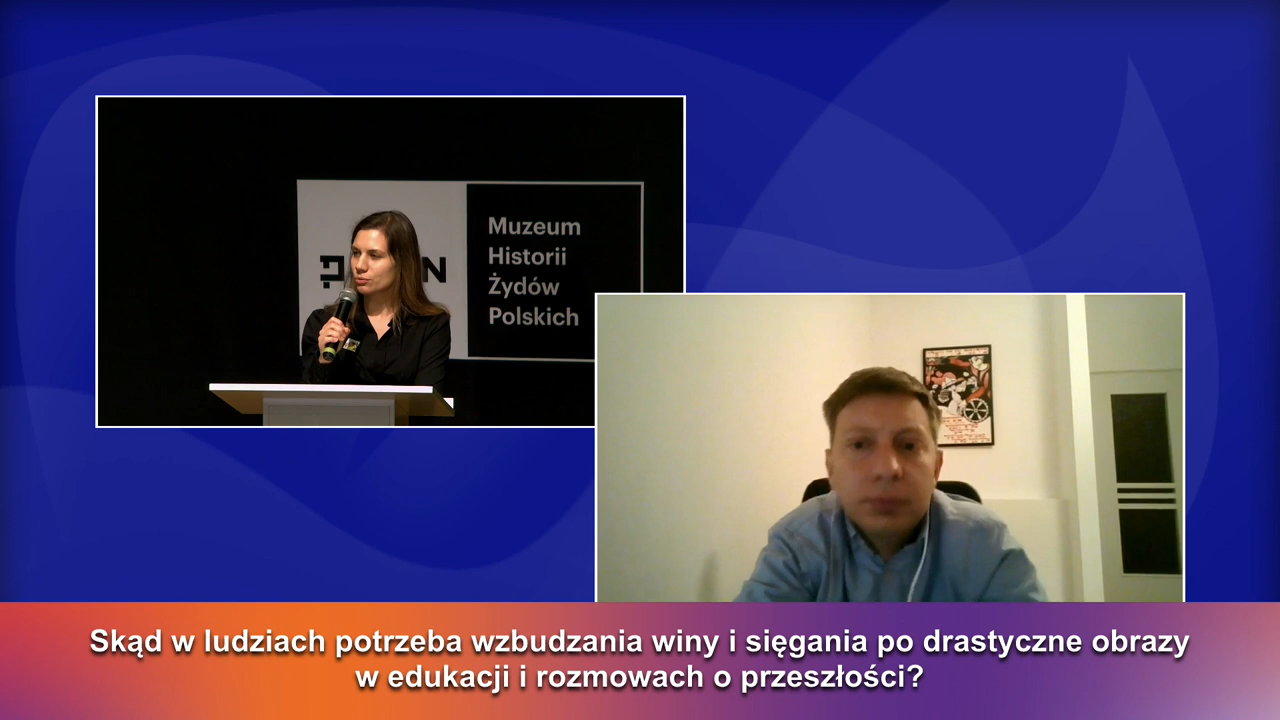 פ N
Muzeum
Historii
Żydów
Polskich
Skąd w ludziach potrzeba wzbudzania winy i sięgania po drastyczne obrazy
w edukacji i rozmowach o przeszłości?